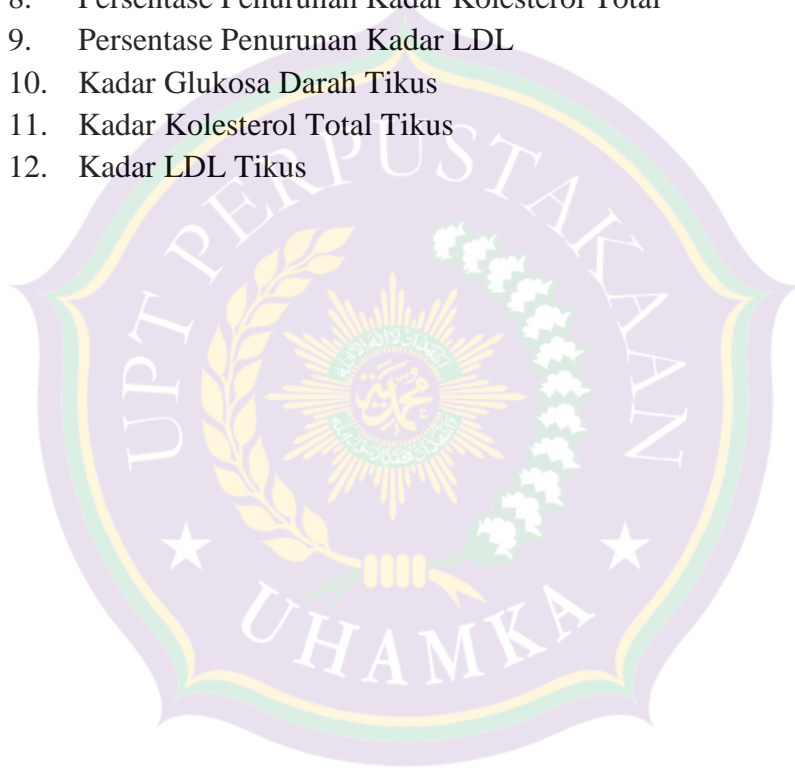 8. Persentase Penurunan Kadar Kolesterol Total
9. Persentase Penurunan Kadar LDL
10. Kadar Glukosa Darah Tikus
11. Kadar Kolesterol Total Tikus
12. Kadar LDL Tikus
UPT PERPUSTAKAAN
UHAMKA